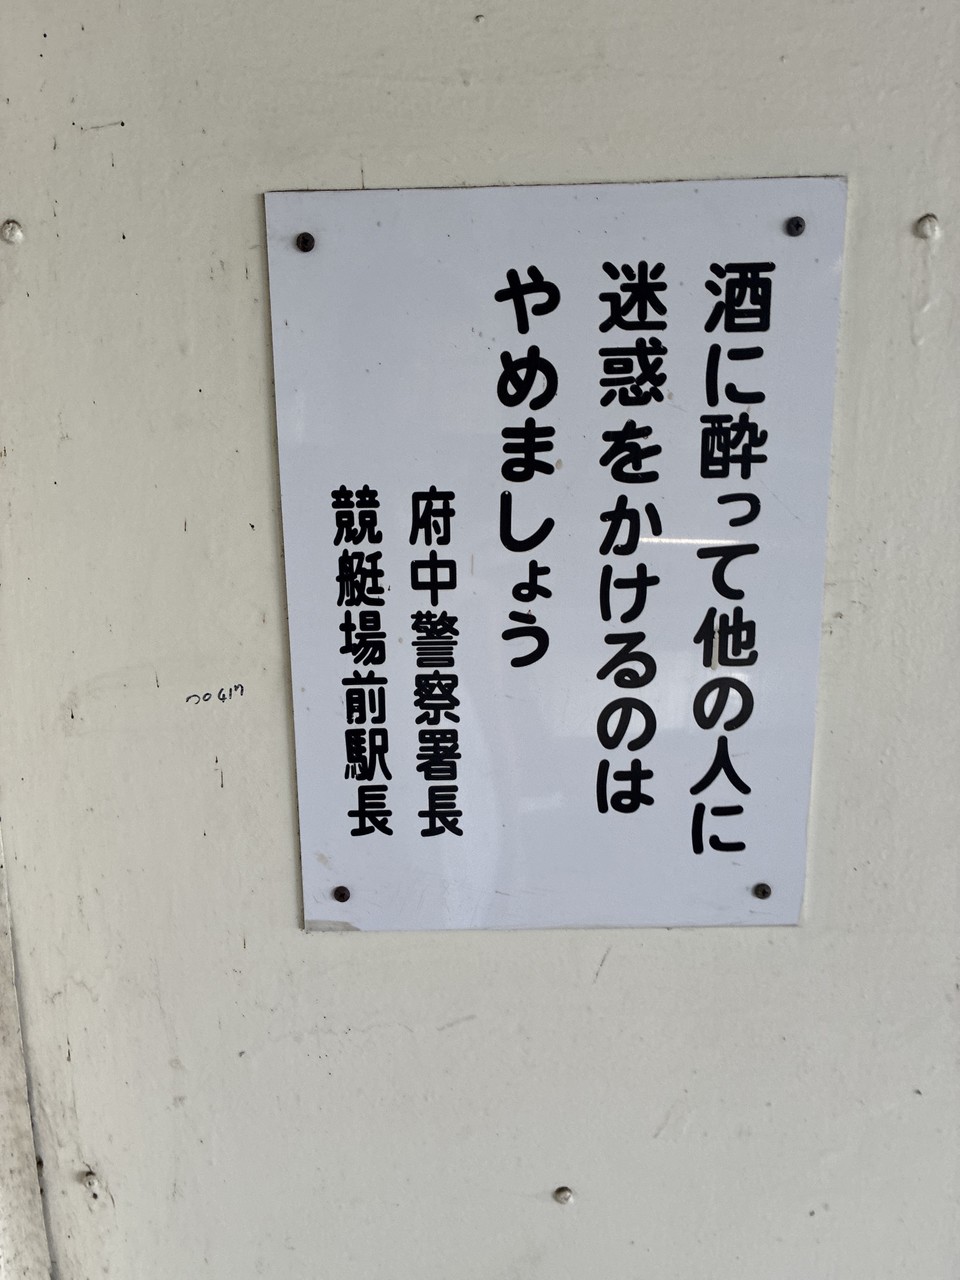 酒に酔って他の人に
迷惑をかけるのは
やめましょう
府中警察署長
競艇場前駅長